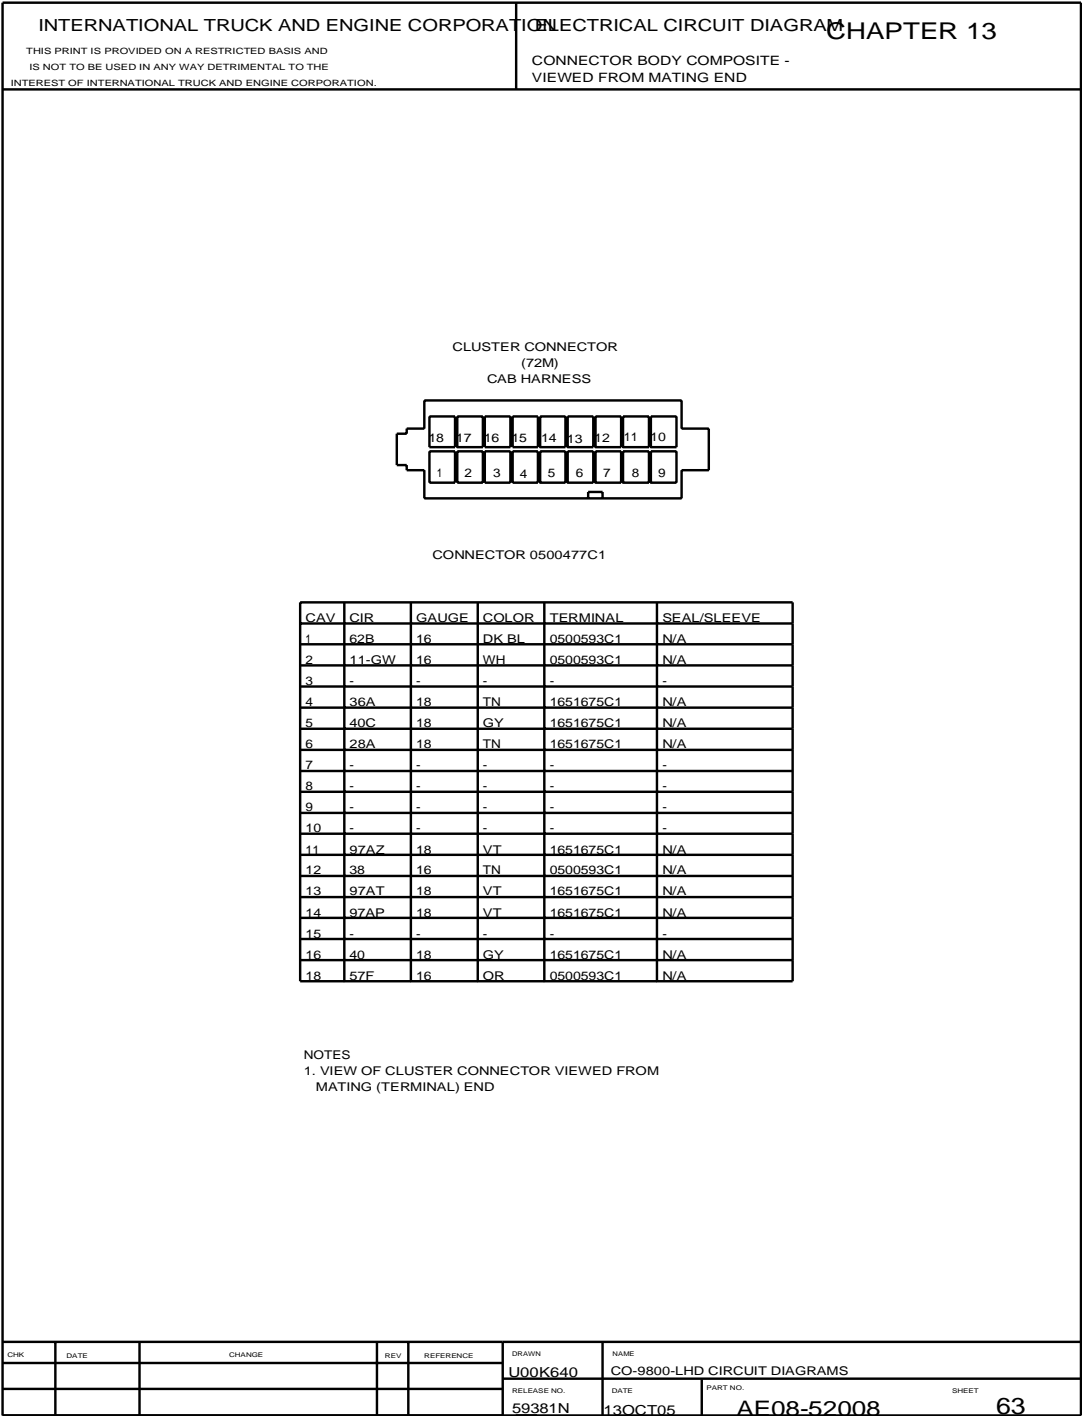 INTERNATIONAL TRUCK AND ENGINE CORPORATION
THIS PRINT IS PROVIDED ON A RESTRICTED BASIS AND
IS NOT TO BE USED IN ANY WAY DETRIMENTAL TO THE
INTEREST OF INTERNATIONAL TRUCK AND ENGINE CORPORATION.
ELECTRICAL CIRCUIT DIAGRAM
CHAPTER 13
CONNECTOR BODY COMPOSITE -
VIEWED FROM MATING END
CLUSTER CONNECTOR
(72M)
CAB HARNESS
18 17 16 15 14 13 12 11 10
1 2 3 4 5 6 7 8 9
CONNECTOR 0500477C1
CAV CIR GAUGE COLOR TERMINAL SEAL/SLEEVE
1 62B 16 DK BL 0500593C1 N/A
2 11-GW 16 WH 0500593C1 N/A
3 - - - - -
4 36A 18 TN 1651675C1 N/A
5 40C 18 GY 1651675C1 N/A
6 28A 18 TN 1651675C1 N/A
7 - - - - -
8 - - - - -
9 - - - - -
10 - - - - -
11 97AZ 18 VT 1651675C1 N/A
12 38 16 TN 0500593C1 N/A
13 97AT 18 VT 1651675C1 N/A
14 97AP 18 VT 1651675C1 N/A
15 - - - - -
16 40 18 GY 1651675C1 N/A
18 57F 16 OR 0500593C1 N/A
NOTES
1. VIEW OF CLUSTER CONNECTOR VIEWED FROM
MATING (TERMINAL) END
CHK DATE CHANGE REV REFERENCE
DRAWN
U00K640
NAME
CO-9800-LHD CIRCUIT DIAGRAMS
RELEASE NO.
59381N
DATE
13OCT05
PART NO.
AE08-52008
SHEET
63